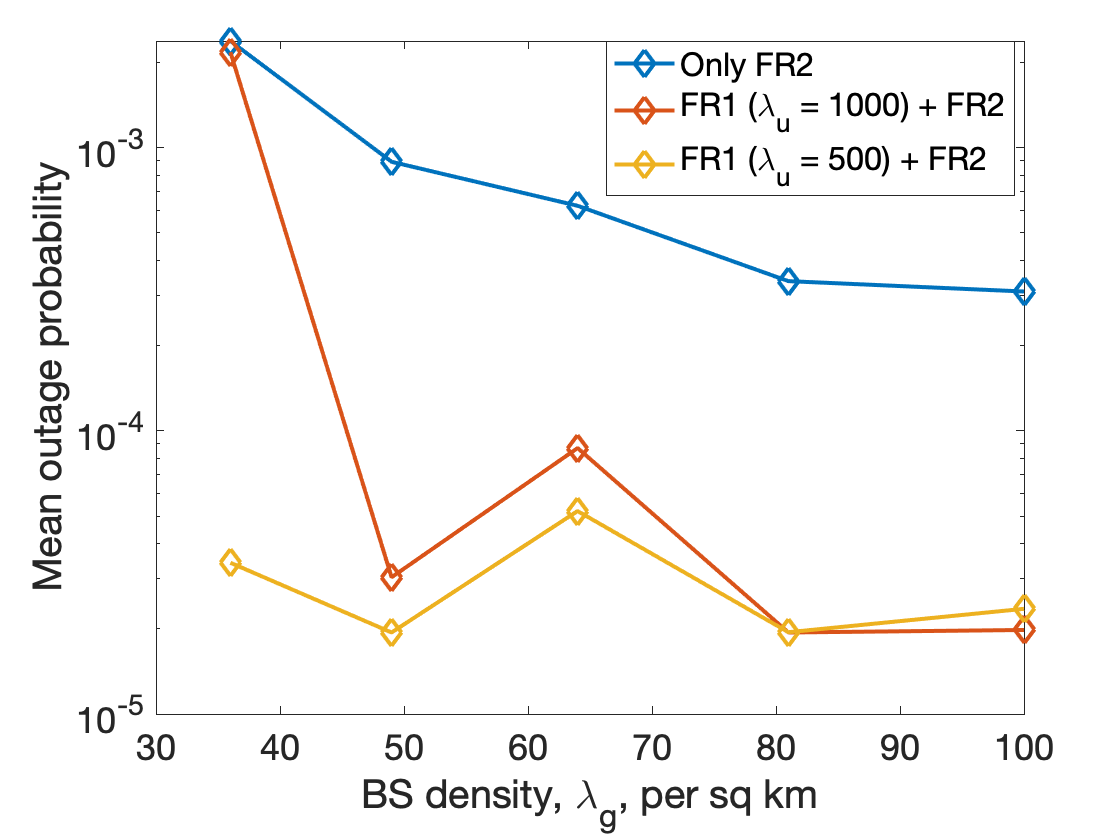 Only FR2
FR1 (λu = 1000) + FR2
FR1 (λu = 500) + FR2
Mean outage probability
10-3
10-4
10-5
30 40 50 60 70 80 90 100
BS density, λg, per sq km